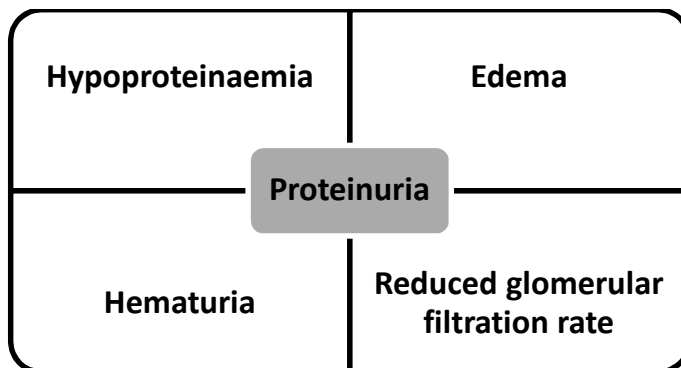 Hypoproteinaemia
Edema
Proteinuria
Hematuria
Reduced glomerular
filtration rate